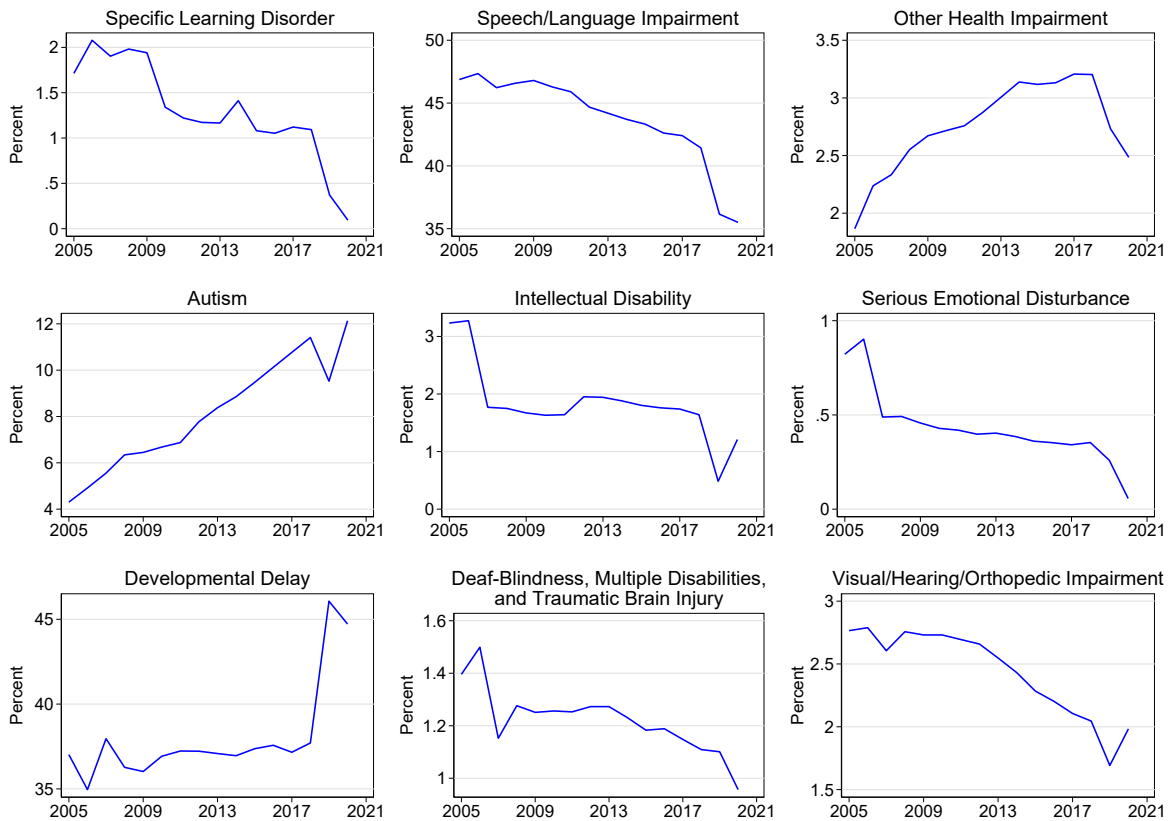 Specific Learning Disorder
Percent
2
1.5
1
.5
0
2005 2009 2013 2017 2021
Speech/Language Impairment
Percent
50
45
40
35
2005 2009 2013 2017 2021
Other Health Impairment
Percent
3.5
3
2.5
2
2005 2009 2013 2017 2021
Autism
Percent
12
10
8
6
4
2005 2009 2013 2017 2021
Intellectual Disability
Percent
3
2
1
0
2005 2009 2013 2017 2021
Serious Emotional Disturbance
Percent
1
.5
0
2005 2009 2013 2017 2021
Developmental Delay
Percent
45
40
35
2005 2009 2013 2017 2021
Deaf-Blindness, Multiple Disabilities,
and Traumatic Brain Injury
Percent
1.6
1.4
1.2
1
2005 2009 2013 2017 2021
Visual/Hearing/Orthopedic Impairment
Percent
3
2.5
2
1.5
2005 2009 2013 2017 2021